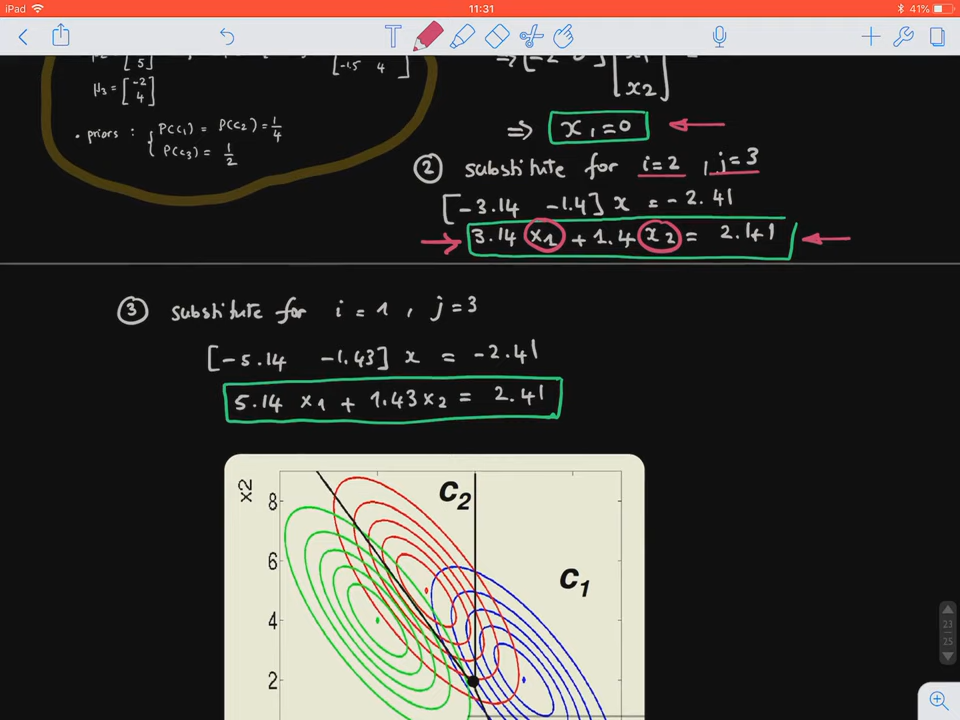 iPad 11:31 41%
T
5 [-1.5 4]
μ3 = [-2 4]
• priors : { P(C1) = P(C2) = 1/4
P(C3) = 1/2
x2
⇒ x1 = 0
② substitute for i=2 , j=3
[-3.14 -1.4] x = -2.41
3.14 x1 + 1.4 x2 = 2.41
③ substitute for i = 1 , j = 3
[-5.14 -1.43] x = -2.41
5.14 x1 + 1.43 x2 = 2.41
x2
8
6
4
2
C2
C1
23
25